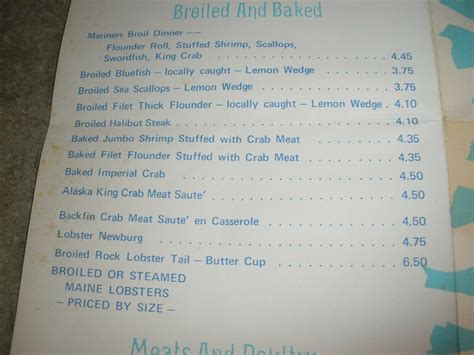 Broiled And Baked
Mariners Broil Dinner —–
Flounder Roll, Stuffed Shrimp, Scallops,
Swordfish, King Crab . . . . . . . . . . 4.45
Broiled Bluefish – locally caught – Lemon Wedge . . . . 3.75
Broiled Sea Scallops – Lemon Wedge . . . . . . . . 3.75
Broiled Filet Thick Flounder – locally caught – Lemon Wedge . 4.10
Broiled Halibut Steak . . . . . . . . . . . . 4.10
Baked Jumbo Shrimp Stuffed with Crab Meat . . . . . . 4.35
Baked Filet Flounder Stuffed with Crab Meat . . . . . . 4.35
Baked Imperial Crab . . . . . . . . . . . . 4.50
Alaska King Crab Meat Saute' . . . . . . . . . . 4.50
Backfin Crab Meat Saute' en Casserole . . . . . . . . 4.50
Lobster Newburg . . . . . . . . . . . . . 4.75
Broiled Rock Lobster Tail – Butter Cup . . . . . . . . 6.50
BROILED OR STEAMED
MAINE LOBSTERS
– PRICED BY SIZE –
Meats And Poultry